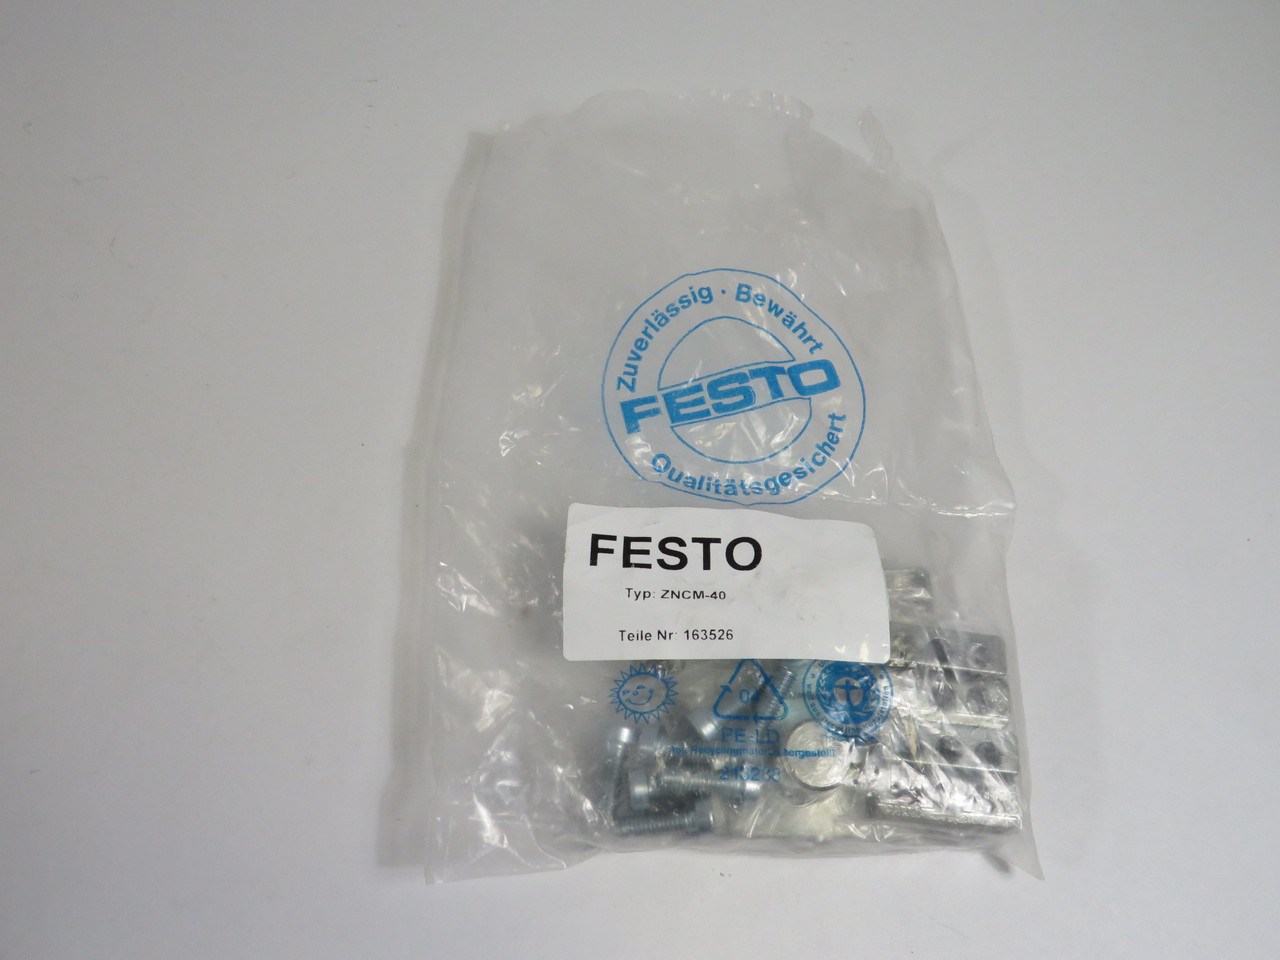 Zuverlässig · Bewährt
FESTO
Qualitätsgesichert
FESTO
Typ: ZNCM-40
Teile Nr: 163526
PE-LD